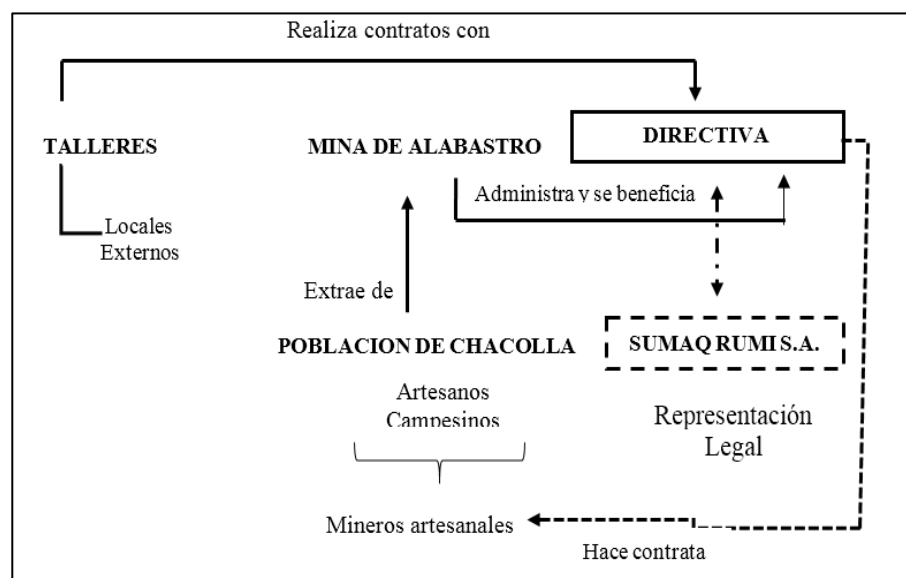 Realiza contratos con
TALLERES
MINA DE ALABASTRO
DIRECTIVA
Administra y se beneficia
Locales
Externos
Extrae de
POBLACION DE CHACOLLA
SUMAQ RUMI S.A.
Artesanos
Campesinos
Representación
Legal
Mineros artesanales
Hace contrata